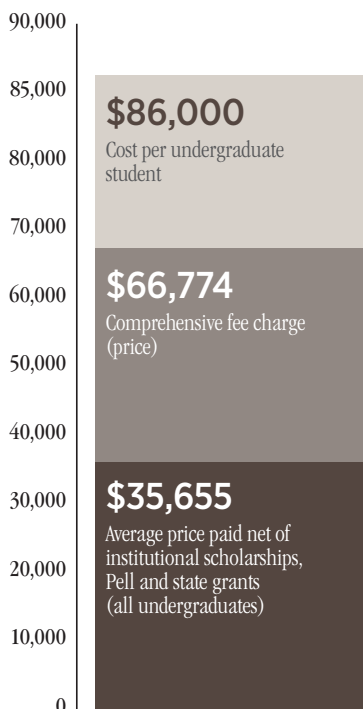 90,000
85,000
80,000
70,000
60,000
50,000
40,000
30,000
20,000
10,000
0
$86,000
Cost per undergraduate
student
$66,774
Comprehensive fee charge
(price)
$35,655
Average price paid net of
institutional scholarships,
Pell and state grants
(all undergraduates)